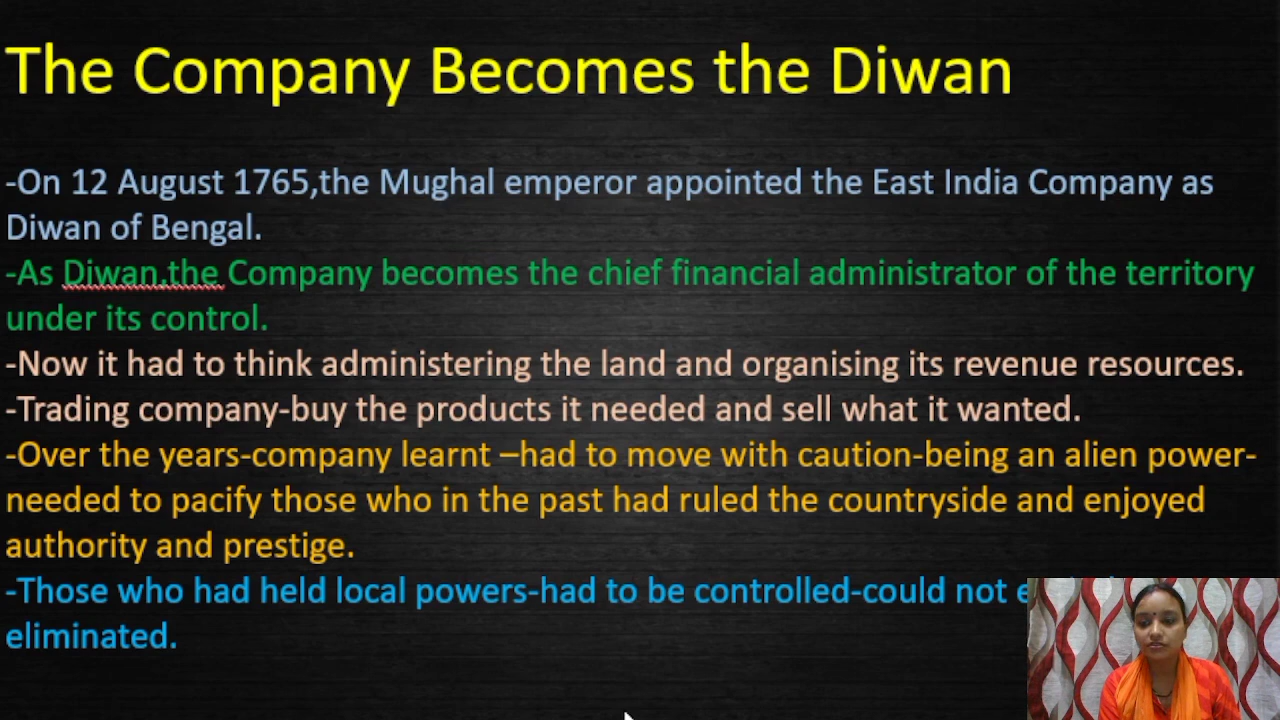 The Company Becomes the Diwan
-On 12 August 1765,the Mughal emperor appointed the East India Company as
Diwan of Bengal.
-As Diwan,the Company becomes the chief financial administrator of the territory
under its control.
-Now it had to think administering the land and organising its revenue resources.
-Trading company-buy the products it needed and sell what it wanted.
-Over the years-company learnt –had to move with caution-being an alien power-
needed to pacify those who in the past had ruled the countryside and enjoyed
authority and prestige.
-Those who had held local powers-had to be controlled-could not
eliminated.